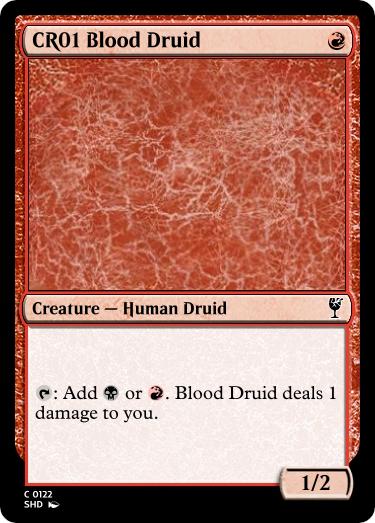 CR01 Blood Druid
Creature — Human Druid
: Add or . Blood Druid deals 1
damage to you.
1/2
C 0122
SHD